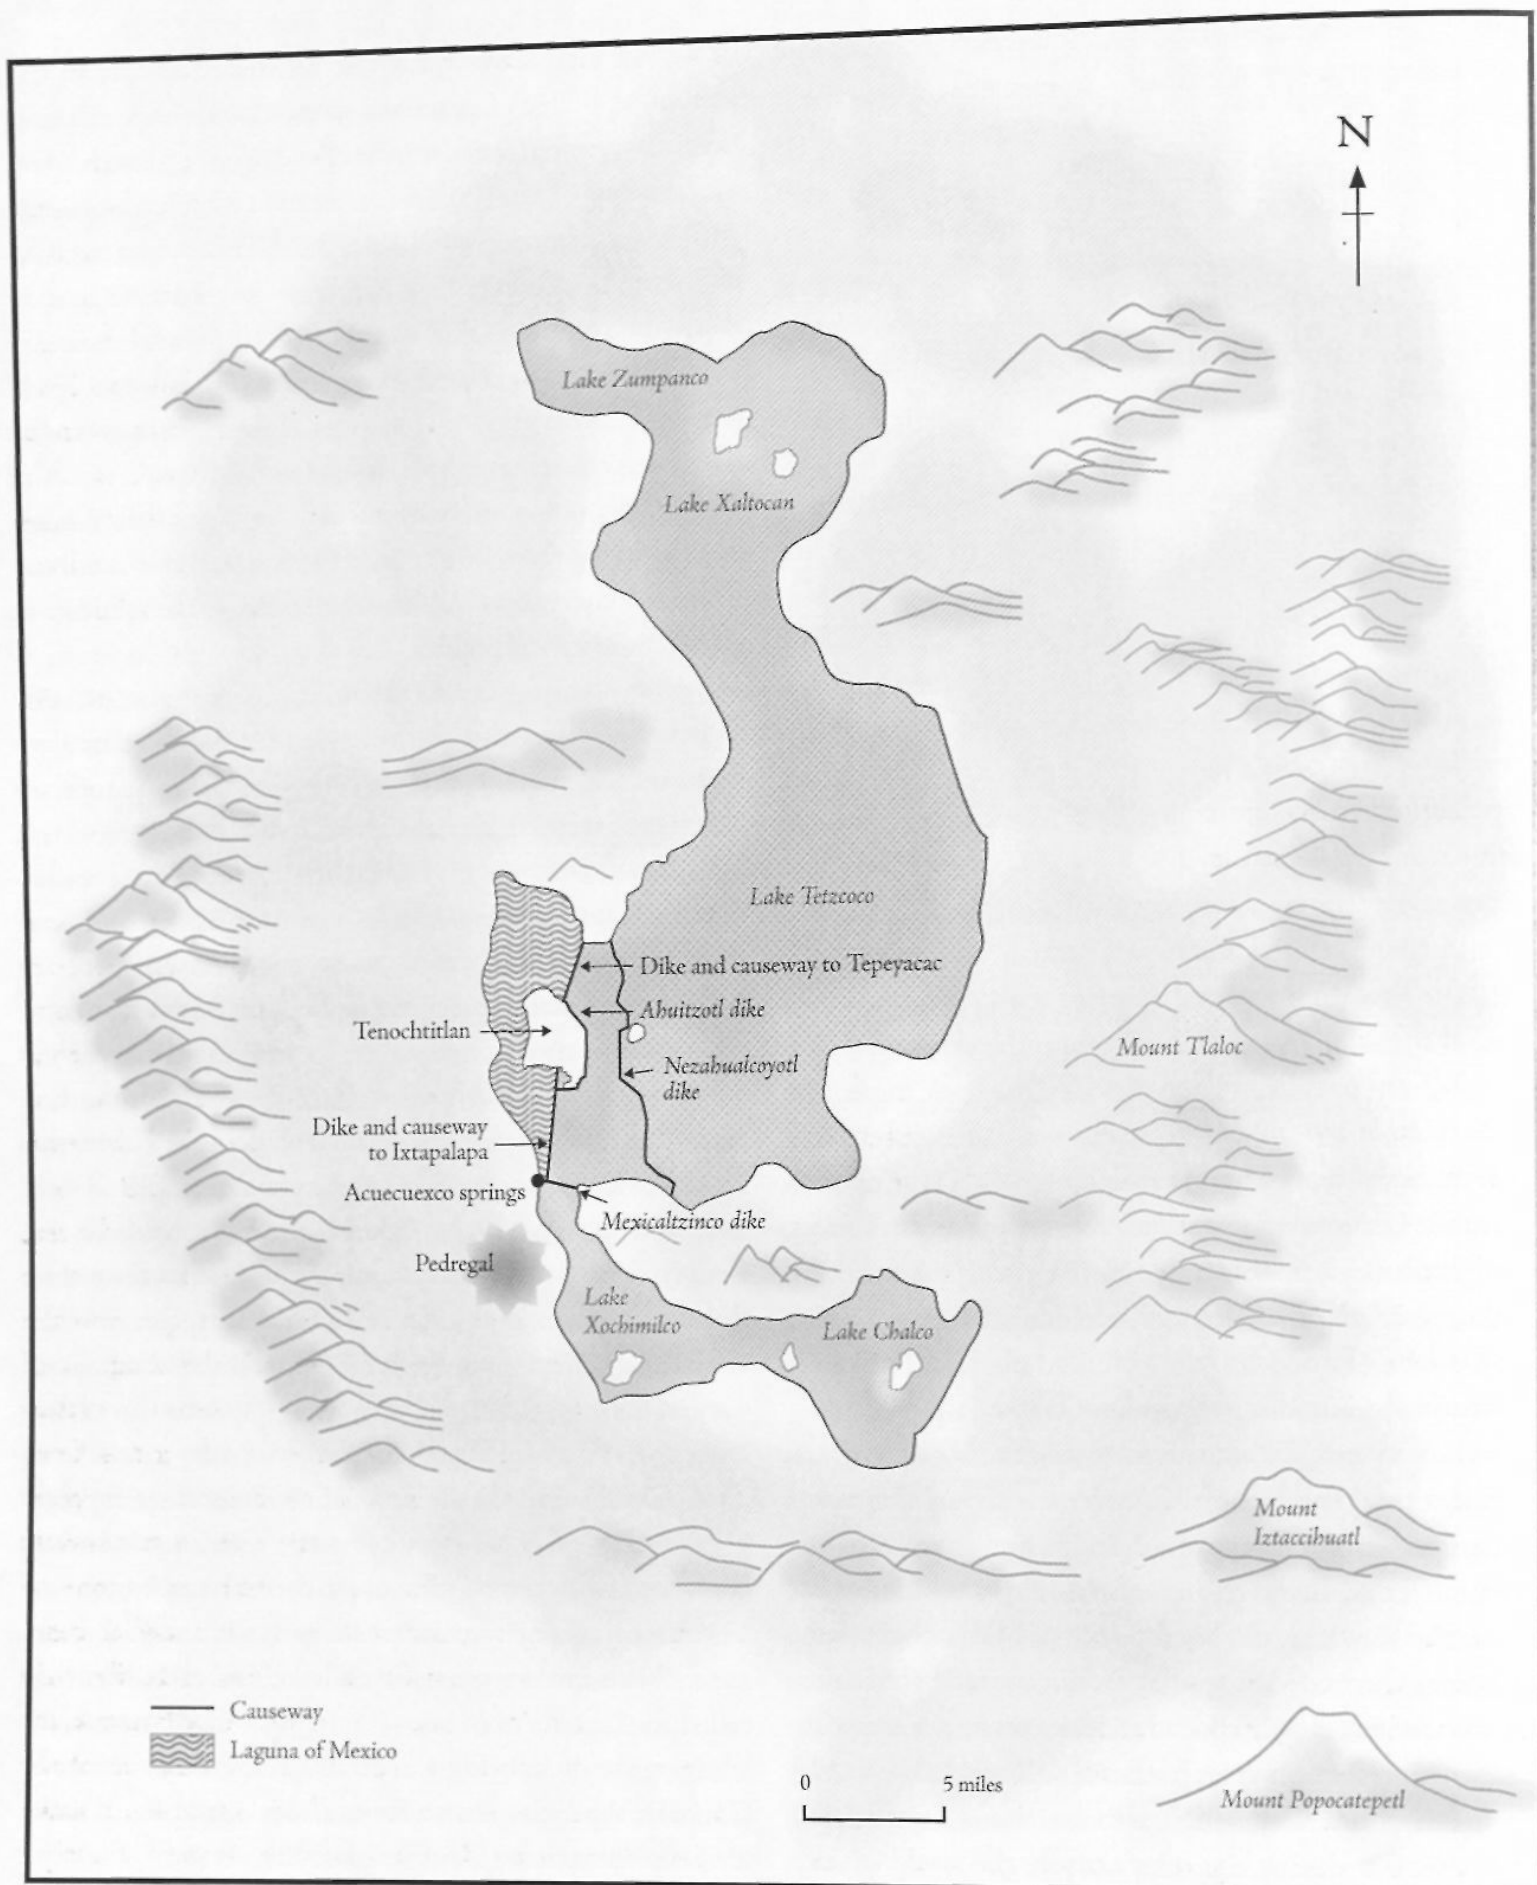 N
Lake Zumpanco
Lake Xaltocan
Lake Tetzcoco
Dike and causeway to Tepeyacac
Ahuitzotl dike
Tenochtitlan
Nezahualcoyotl
dike
Mount Tlaloc
Dike and causeway
to Ixtapalapa
Acuecuexco springs
Mexicaltzinco dike
Pedregal
Lake
Xochimilco
Lake Chalco
Mount
Iztaccihuatl
Causeway
Laguna of Mexico
0 5 miles
Mount Popocatepetl